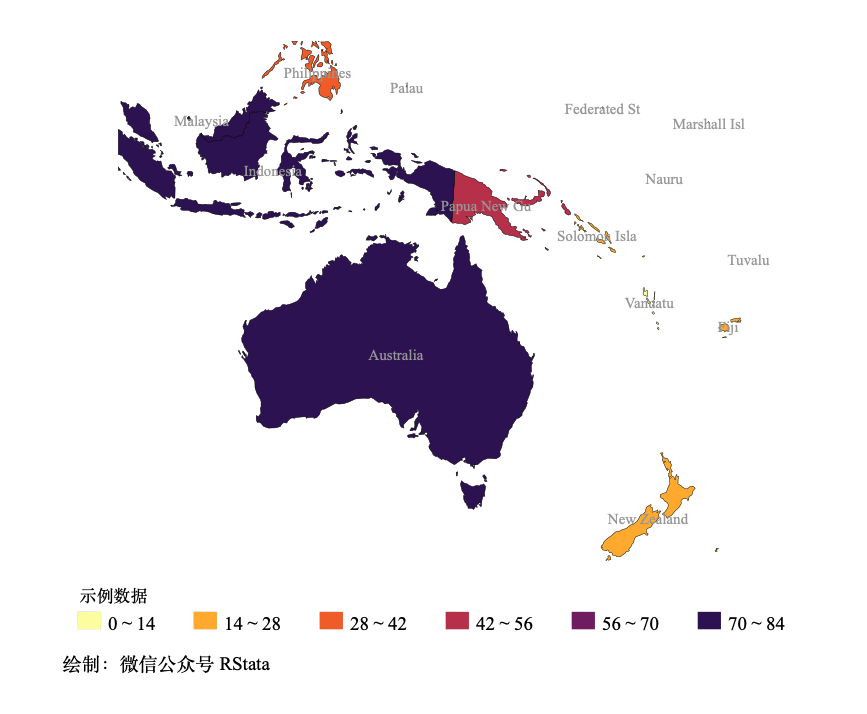 Philippines
Palau
Federated St
Malaysia
Marshall Isl
Indonesia
Nauru
Papua New Gu
Solomon Isla
Tuvalu
Vanuatu
Fiji
Australia
New Zealand
示例数据
0 ~ 14 14 ~ 28 28 ~ 42 42 ~ 56 56 ~ 70 70 ~ 84
绘制：微信公众号 RStata